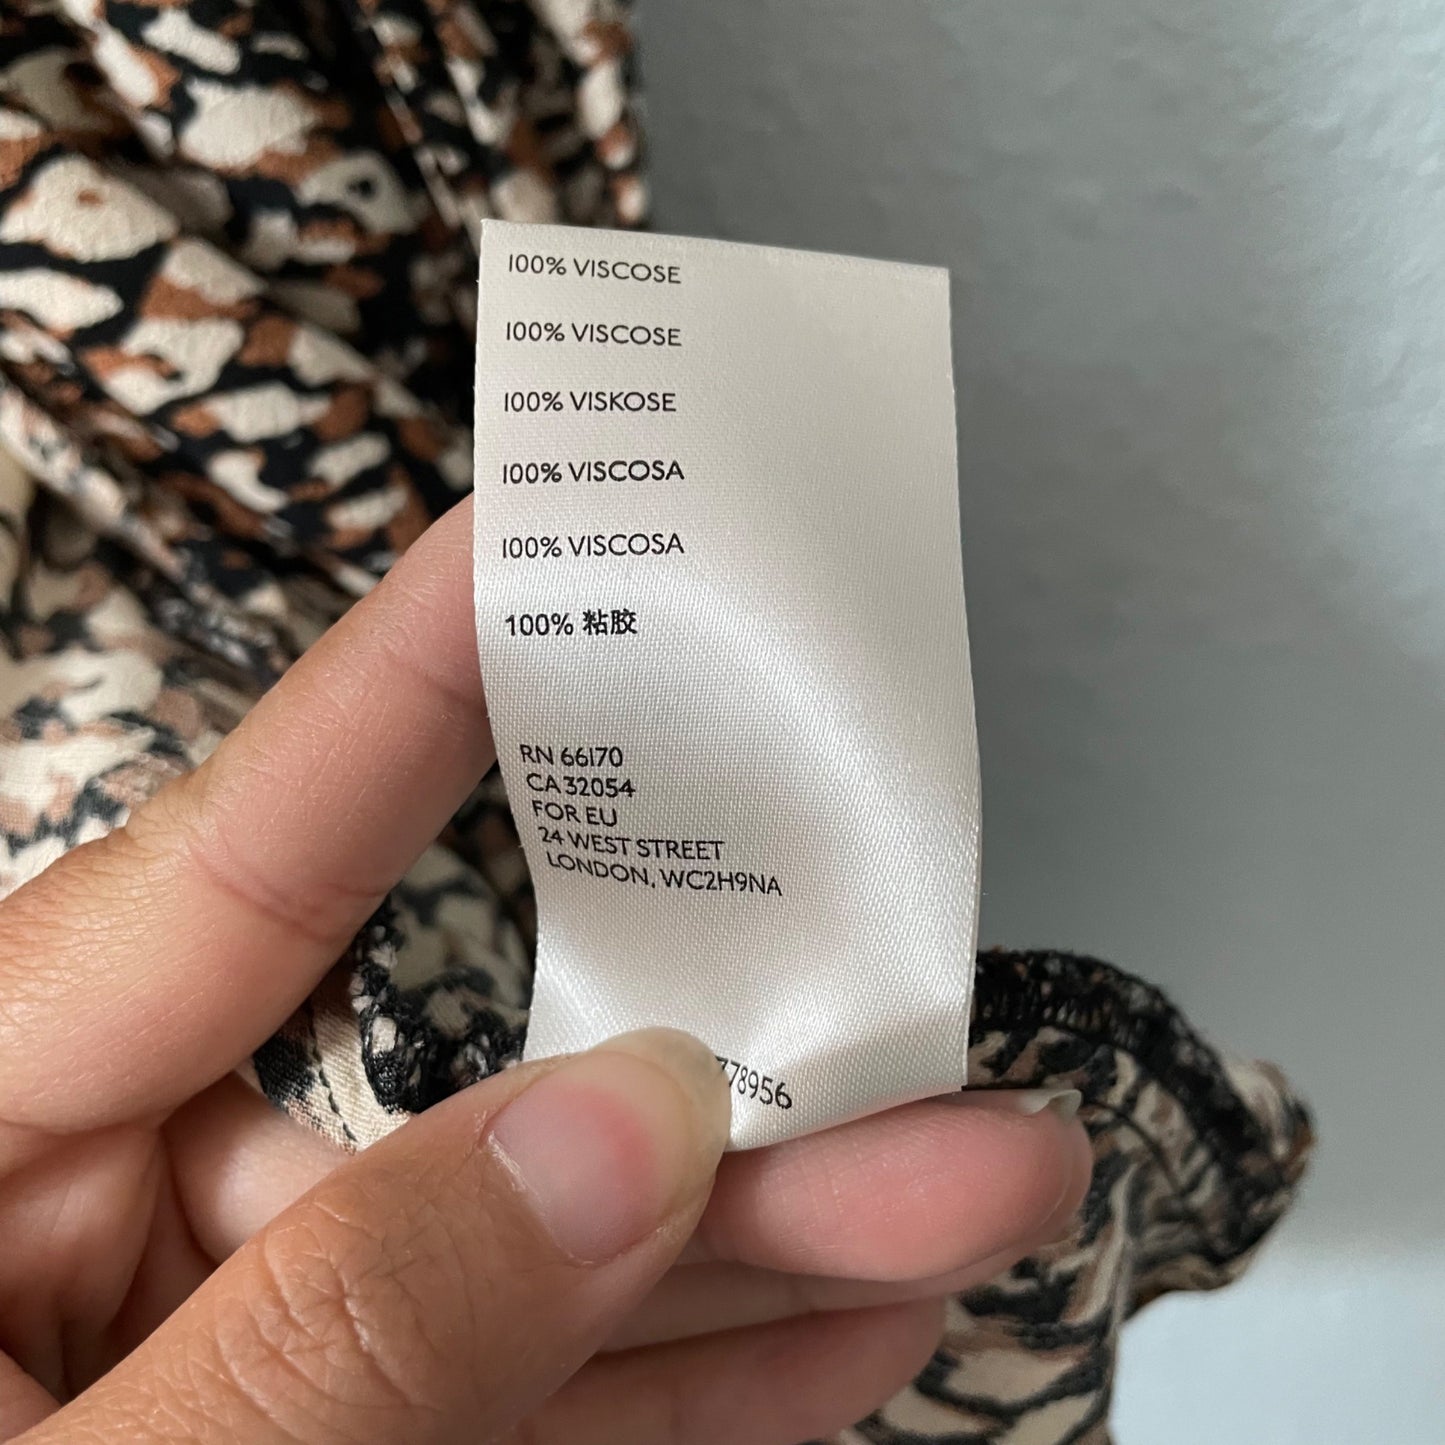 100% VISCOSE
100% VISCOSE
100% VISKOSE
100% VISCOSA
100% VISCOSA
100% 粘胶
RN 66170
CA 32054
FOR EU
24 WEST STREET
LONDON, WC2H9NA